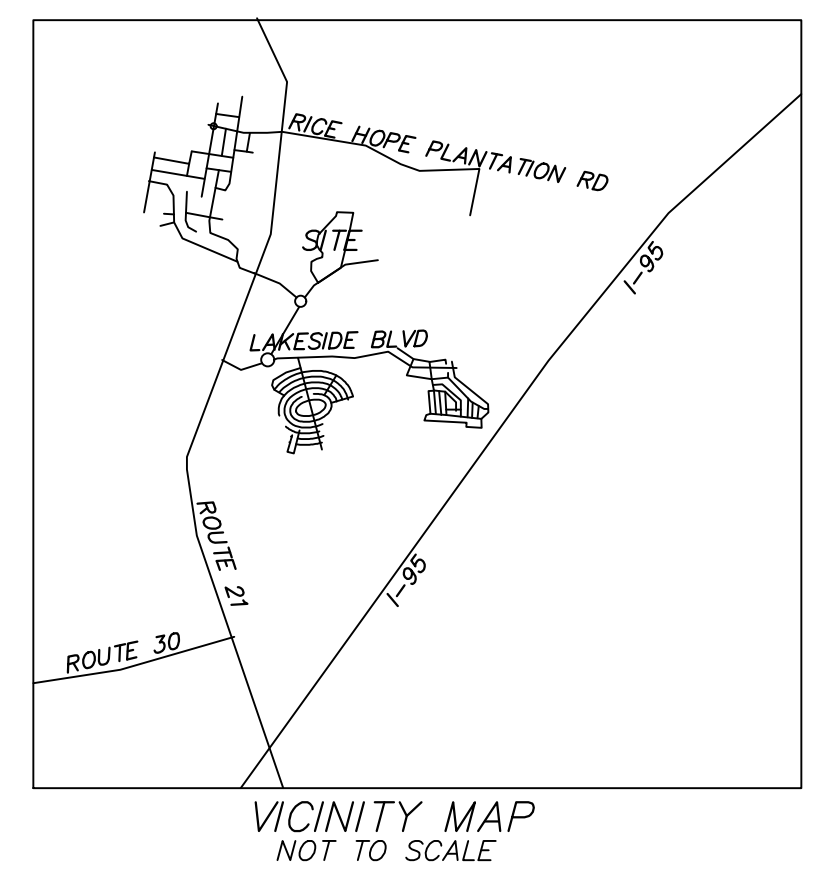 RICE HOPE PLANTATION RD
SITE
I-95
LAKESIDE BLVD
ROUTE 21
I-95
ROUTE 30
VICINITY MAP
NOT TO SCALE